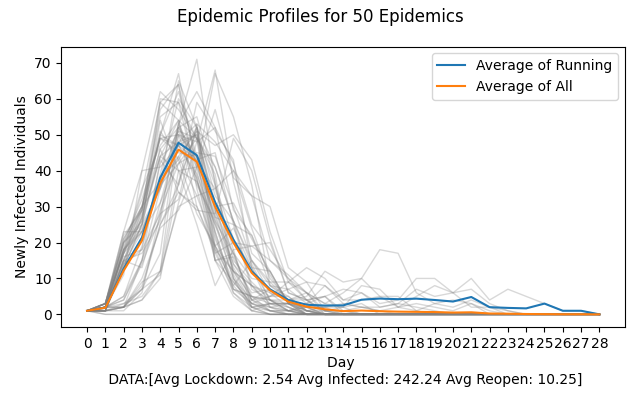 Epidemic Profiles for 50 Epidemics
Average of Running
Average of All
Newly Infected Individuals
70
60
50
40
30
20
10
0
0 1 2 3 4 5 6 7 8 9 10 11 12 13 14 15 16 17 18 19 20 21 22 23 24 25 26 27 28
Day
DATA:[Avg Lockdown: 2.54 Avg Infected: 242.24 Avg Reopen: 10.25]